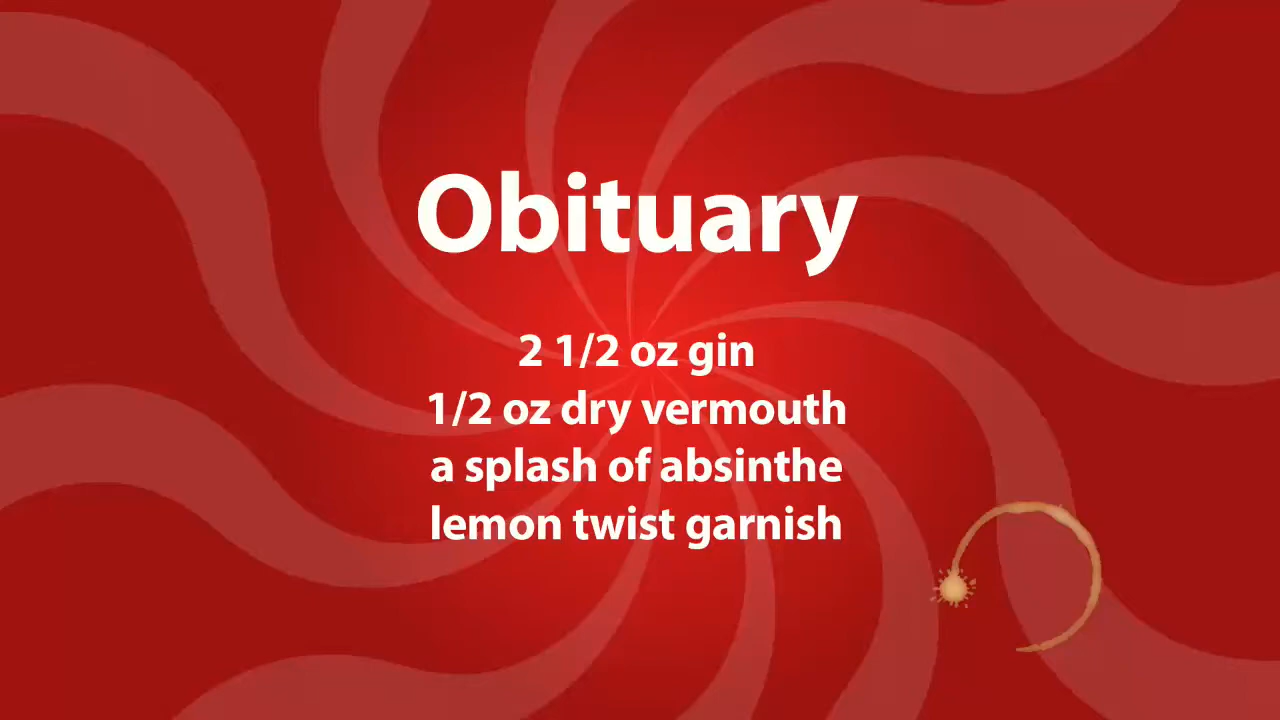 Obituary
2 1/2 oz gin
1/2 oz dry vermouth
a splash of absinthe
lemon twist garnish